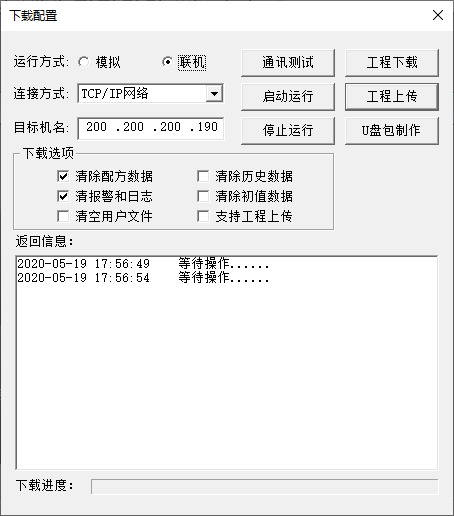 下载配置
运行方式: 模拟 联机 通讯测试 工程下载
连接方式: TCP/IP网络 启动运行 工程上传
目标机名: 200 .200 .200 .190 停止运行 U盘包制作
下载选项
清除配方数据 清除历史数据
清报警和日志 清除初值数据
清空用户文件 支持工程上传
返回信息:
2020-05-19 17:56:49 等待操作......
2020-05-19 17:56:54 等待操作......
下载进度: